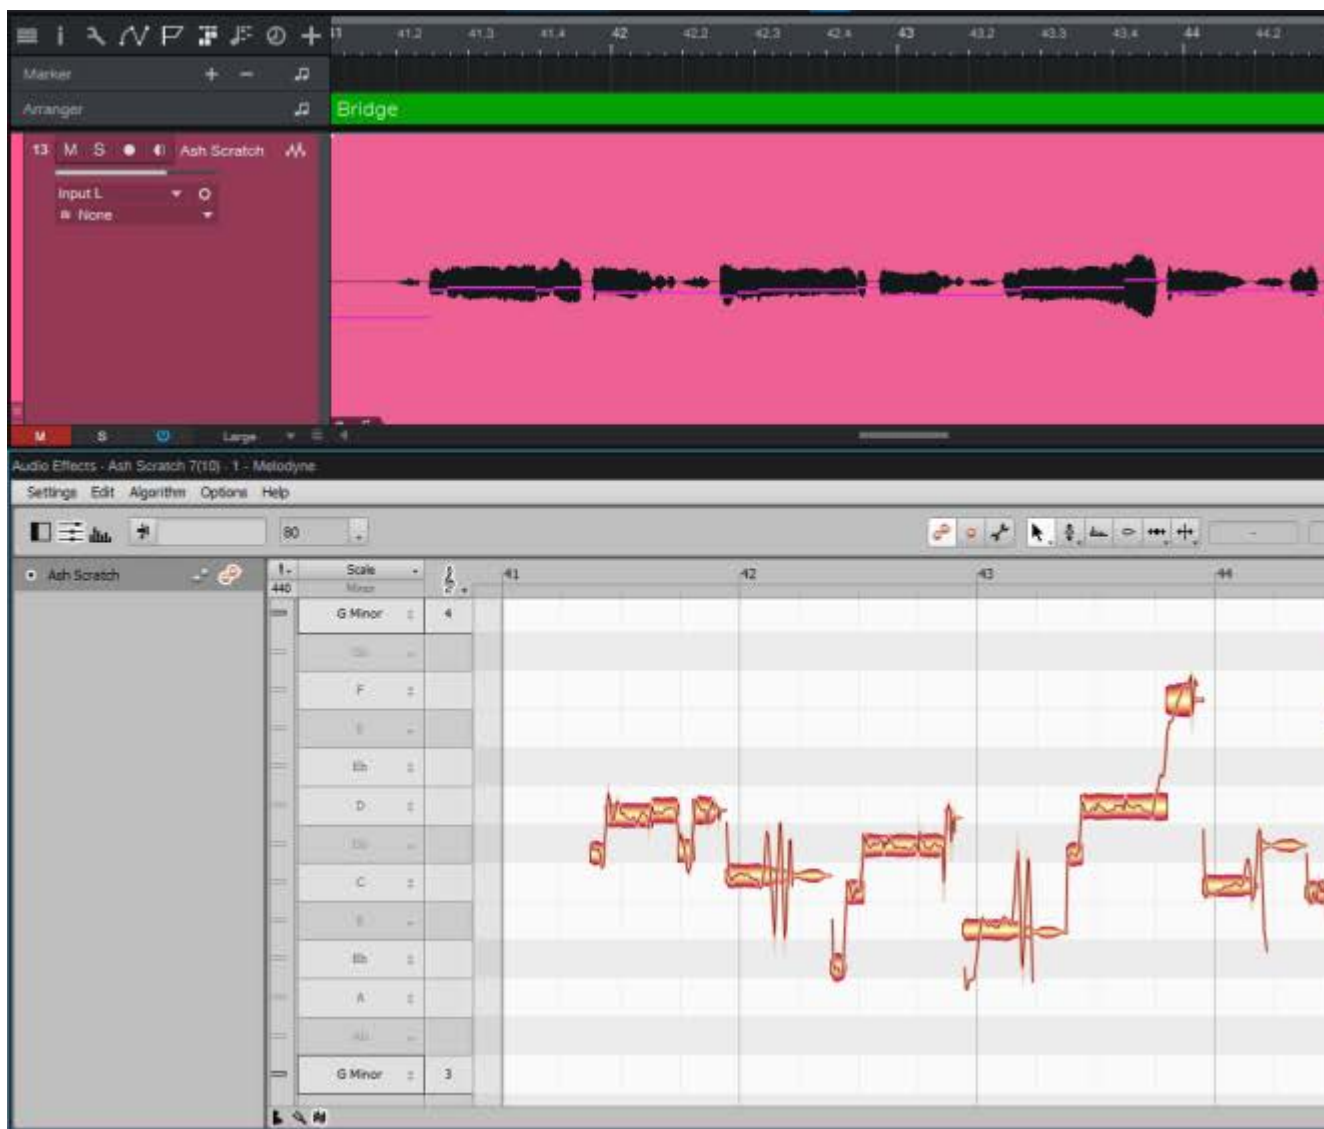 41.2 41.3 41.4 42 42.2 42.3 42.4 43 43.2 43.3 43.4 44 44.2
Marker + -
Arranger
Bridge
13 M S Ash Scratch
Input L
None
M S Large
Audio Effects - Ash Scratch 7(10) - 1 - Melodyne
Settings Edit Algorithm Options Help
80 -
Ash Scratch
Scale
440 Minor
41 42 43 44
G Minor 4
F
Eb
D
C
A
Ab
G Minor 3